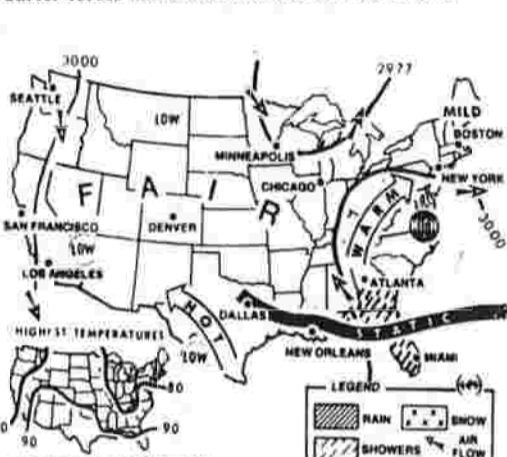 3000
2977
SEATTLE
LOW
MILD
BOSTON
MINNEAPOLIS
NEW YORK
CHICAGO
FAIR
WARM
3000
SAN FRANCISCO
DENVER
LOW
LOS ANGELES
ATLANTA
HOT
DALLAS
STATIC
HIGHEST TEMPERATURES
LOW
NEW ORLEANS
MIAMI
80
90
90
LEGEND
RAIN
SNOW
SHOWERS
AIR
FLOW